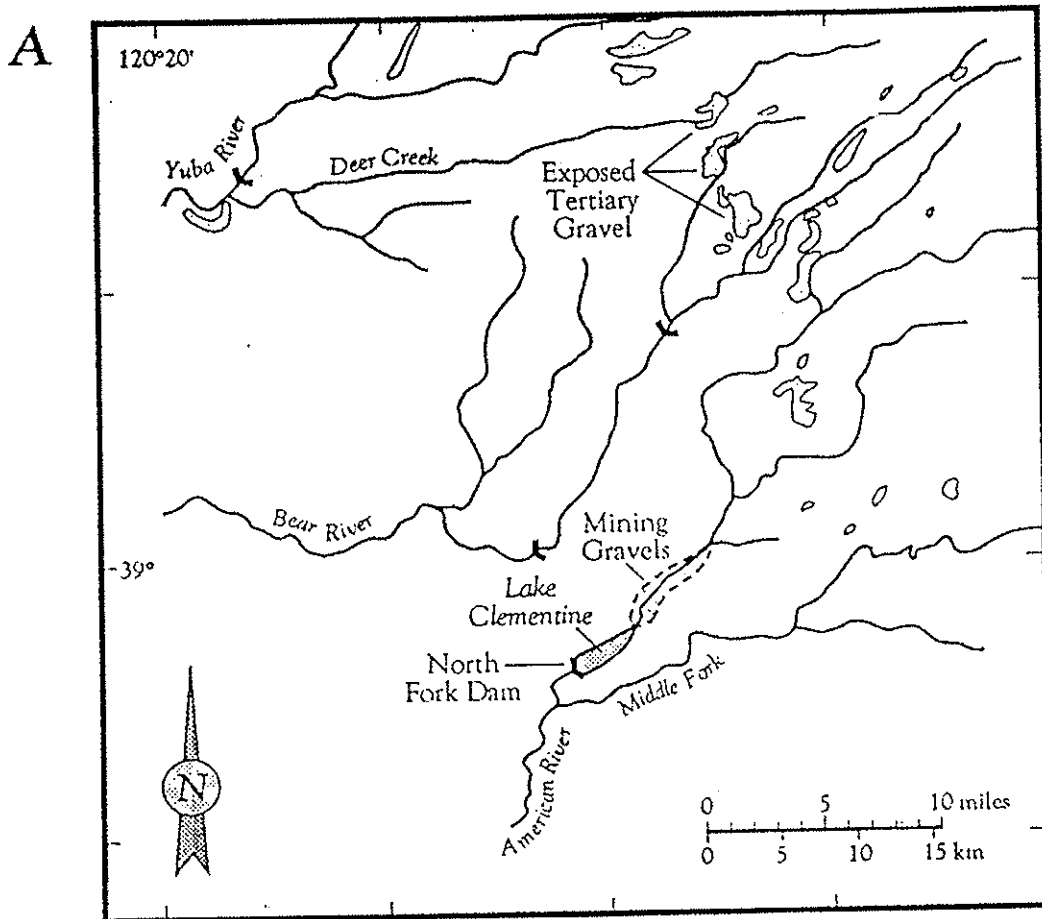 A
120°20'
Yuba River
Deer Creek
Exposed
Tertiary
Gravel
Bear River
Mining
Gravels
39°
Lake
Clementine
North
Fork Dam
Middle Fork
American River
N
0 5 10 miles
0 5 10 15 km